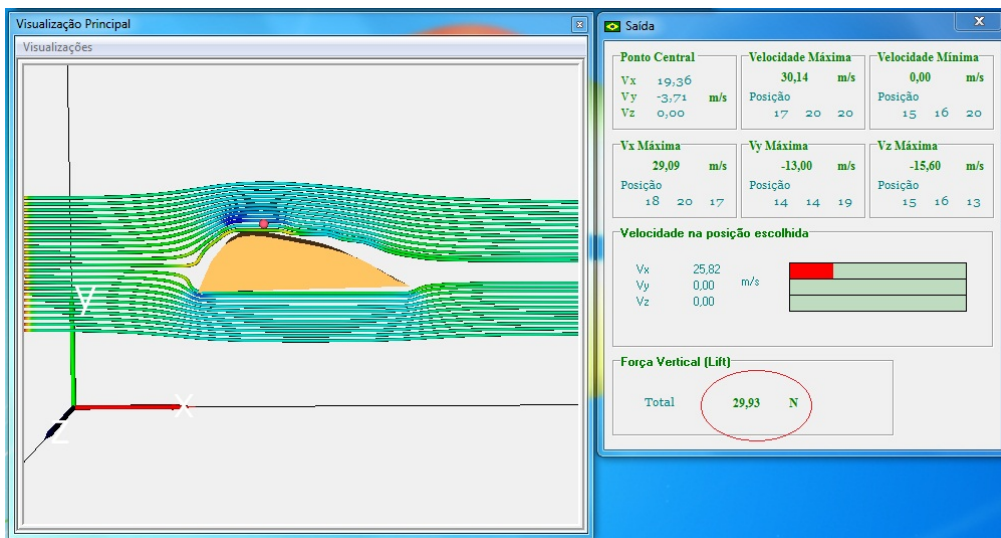 Visualização Principal
x
Visualizações
y
X
Z
Saída
X
Ponto Central
Vx 19,36
Vy -3,71 m/s
Vz 0,00
Velocidade Máxima
30,14 m/s
Posição
17 20 20
Velocidade Mínima
0,00 m/s
Posição
15 16 20
Vx Máxima
29,09 m/s
Posição
18 20 17
Vy Máxima
-13,00 m/s
Posição
14 14 19
Vz Máxima
-15,60 m/s
Posição
15 16 13
Velocidade na posição escolhida
Vx 25,82
Vy 0,00 m/s
Vz 0,00
Força Vertical (Lift)
Total 29,93 N